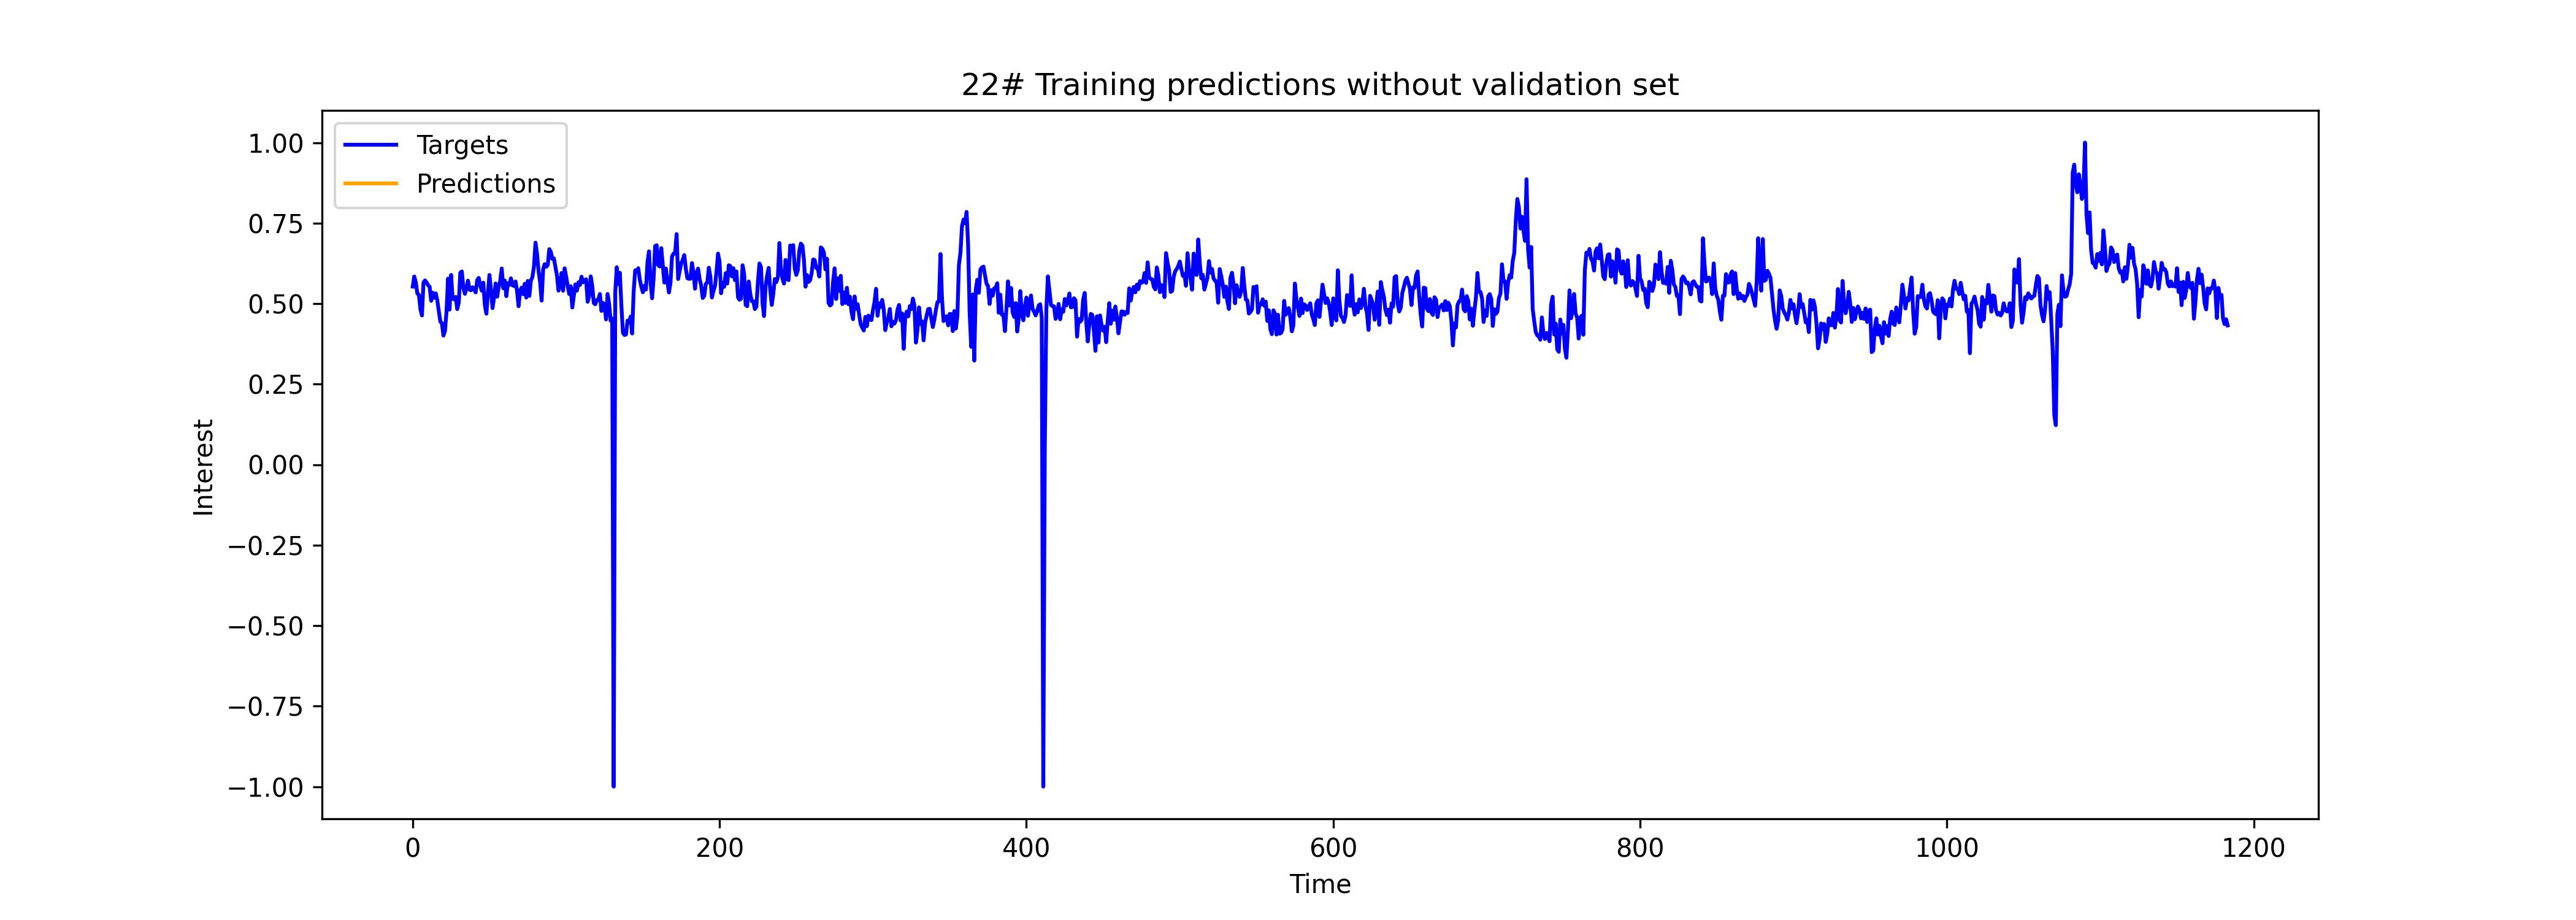 22# Training predictions without validation set
Targets
Predictions
1.00
0.75
0.50
0.25
0.00
−0.25
−0.50
−0.75
−1.00
Interest
0 200 400 600 800 1000 1200
Time